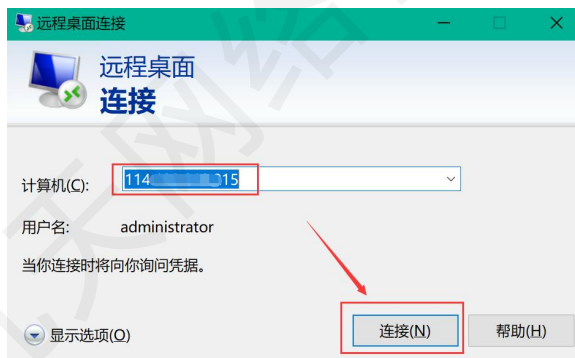 远程桌面连接
远程桌面
连接
计算机(C):
114
315
用户名: administrator
当你连接时将向你询问凭据。
显示选项(O)
连接(N)
帮助(H)